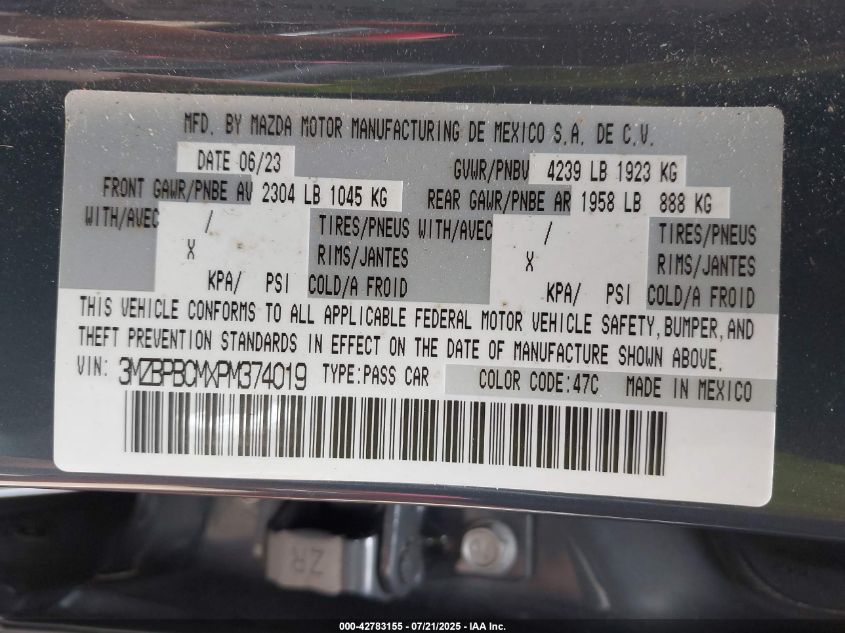 MFD. BY MAZDA MOTOR MANUFACTURING DE MEXICO S.A. DE C.V.
DATE 06/23 GVWR/PNBV 4239 LB 1923 KG
FRONT GAWR/PNBE AV 2304 LB 1045 KG REAR GAWR/PNBE AR 1958 LB 888 KG
WITH/AVEC / TIRES/PNEUS WITH/AVEC / TIRES/PNEUS
X RIMS/JANTES X RIMS/JANTES
KPA/ PSI COLD/A FROID KPA/ PSI COLD/A FROID
THIS VEHICLE CONFORMS TO ALL APPLICABLE FEDERAL MOTOR VEHICLE SAFETY, BUMPER, AND
THEFT PREVENTION STANDARDS IN EFFECT ON THE DATE OF MANUFACTURE SHOWN ABOVE.
VIN: 3MZBPBCMXPM374019 TYPE:PASS CAR COLOR CODE:47C MADE IN MEXICO
ZR
000-42783155 - 07/21/2025 - IAA Inc.